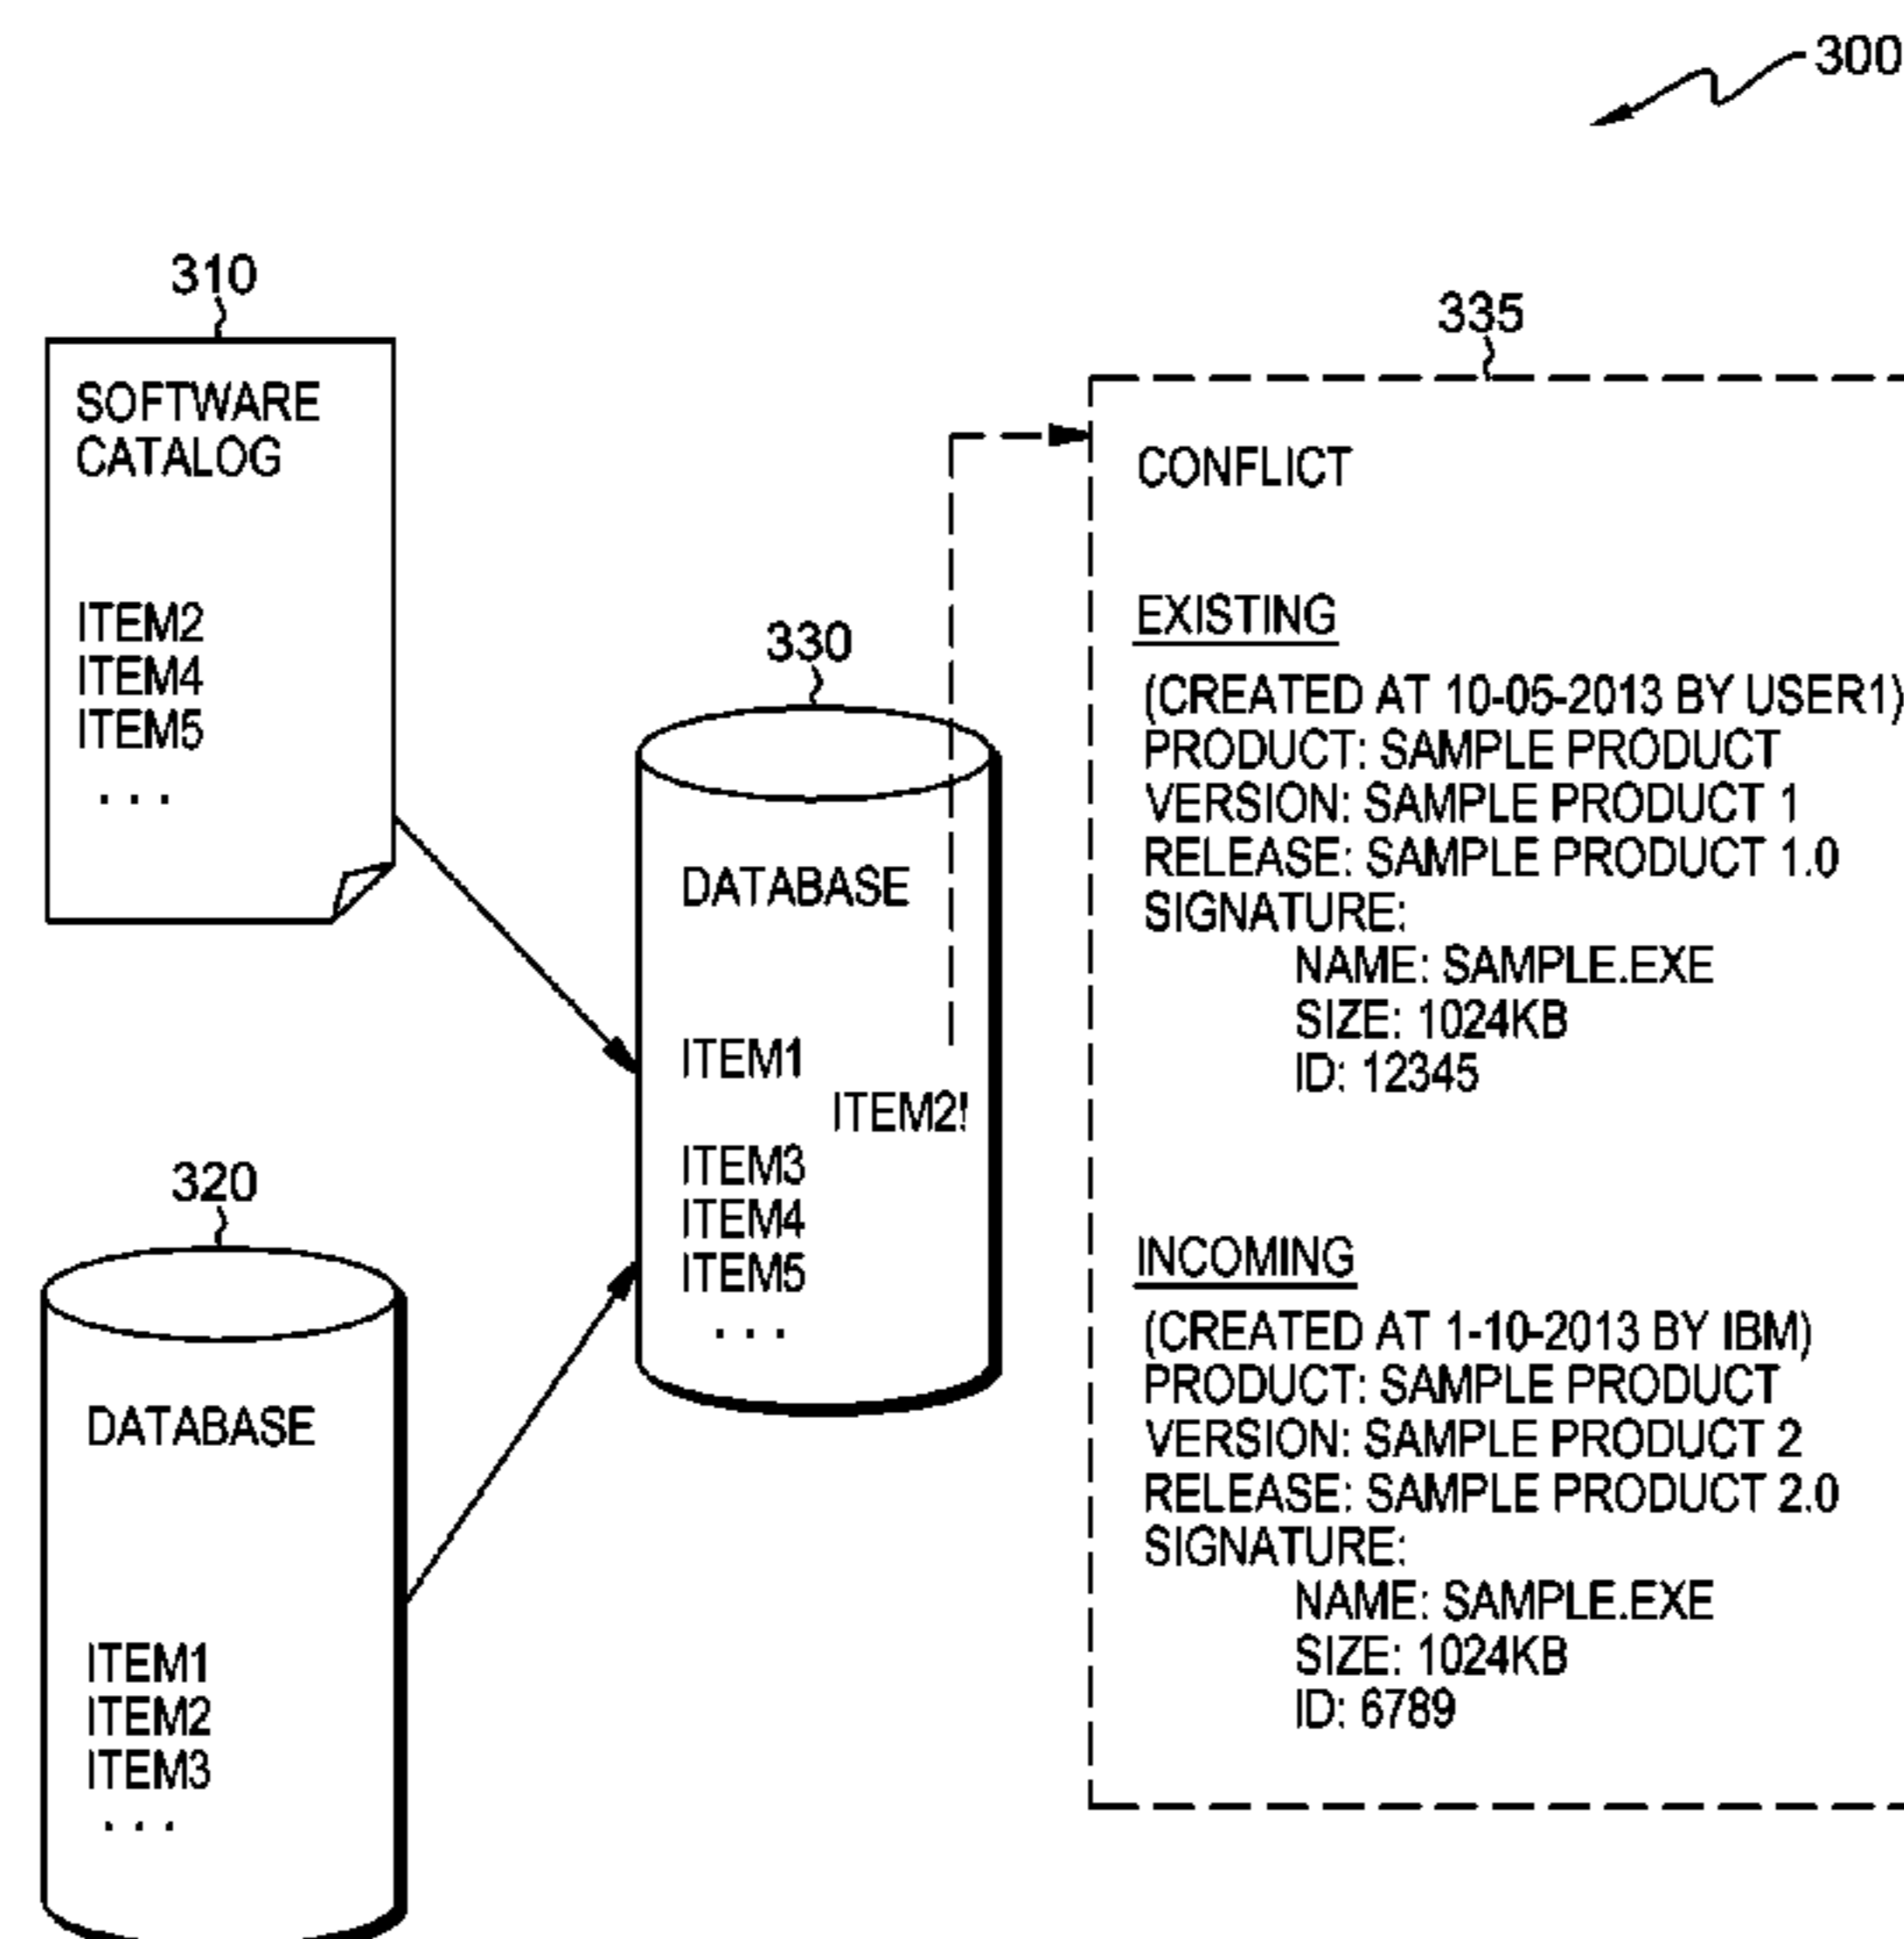 300
310
SOFTWARE
CATALOG
ITEM2
ITEM4
ITEM5
. . .
320
DATABASE
ITEM1
ITEM2
ITEM3
. . .
330
DATABASE
ITEM1
ITEM2!
ITEM3
ITEM4
ITEM5
. . .
335
CONFLICT
EXISTING
(CREATED AT 10-05-2013 BY USER1)
PRODUCT: SAMPLE PRODUCT
VERSION: SAMPLE PRODUCT 1
RELEASE: SAMPLE PRODUCT 1.0
SIGNATURE:
NAME: SAMPLE.EXE
SIZE: 1024KB
ID: 12345
INCOMING
(CREATED AT 1-10-2013 BY IBM)
PRODUCT: SAMPLE PRODUCT
VERSION: SAMPLE PRODUCT 2
RELEASE: SAMPLE PRODUCT 2.0
SIGNATURE:
NAME: SAMPLE.EXE
SIZE: 1024KB
ID: 6789